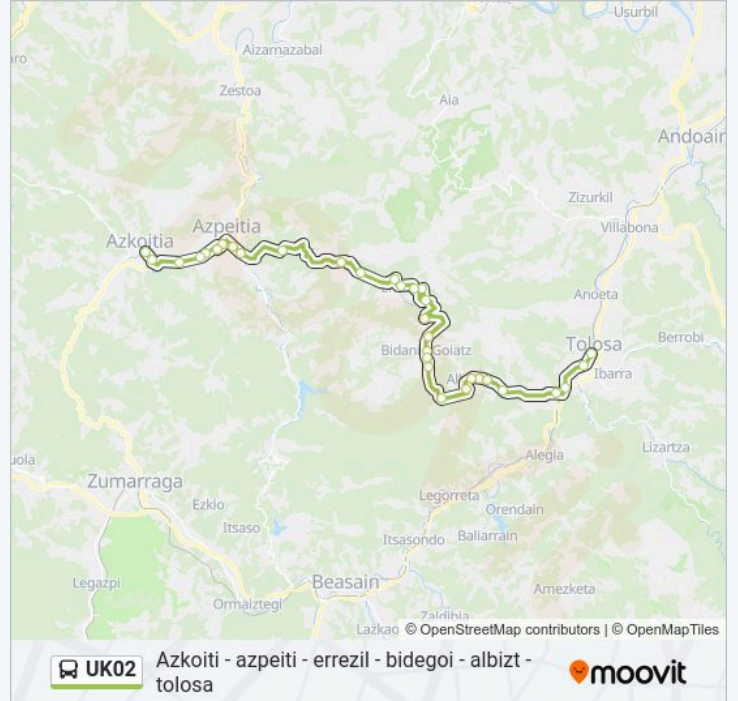 Usurbil
ro
Aizarnazabal
Zestoa
Aia
Andoain
Zizurkil
Azpeitia
Villabona
Azkoitia
Anoeta
Tolosa
Berrobi
Bidania-Goiatz
Ibarra
Alegia
Lizartza
uola
Zumarraga
Legorreta
Ezkio
Orendain
Itsaso
Itsasondo
Baliarrain
Legazpi
Beasain
Amezketa
Ormaiztegi
Zaldibia
Lazkao
© OpenStreetMap contributors | © OpenMapTiles
UK02
Azkoiti - azpeiti - errezil - bidegoi - albizt -
tolosa
moovit